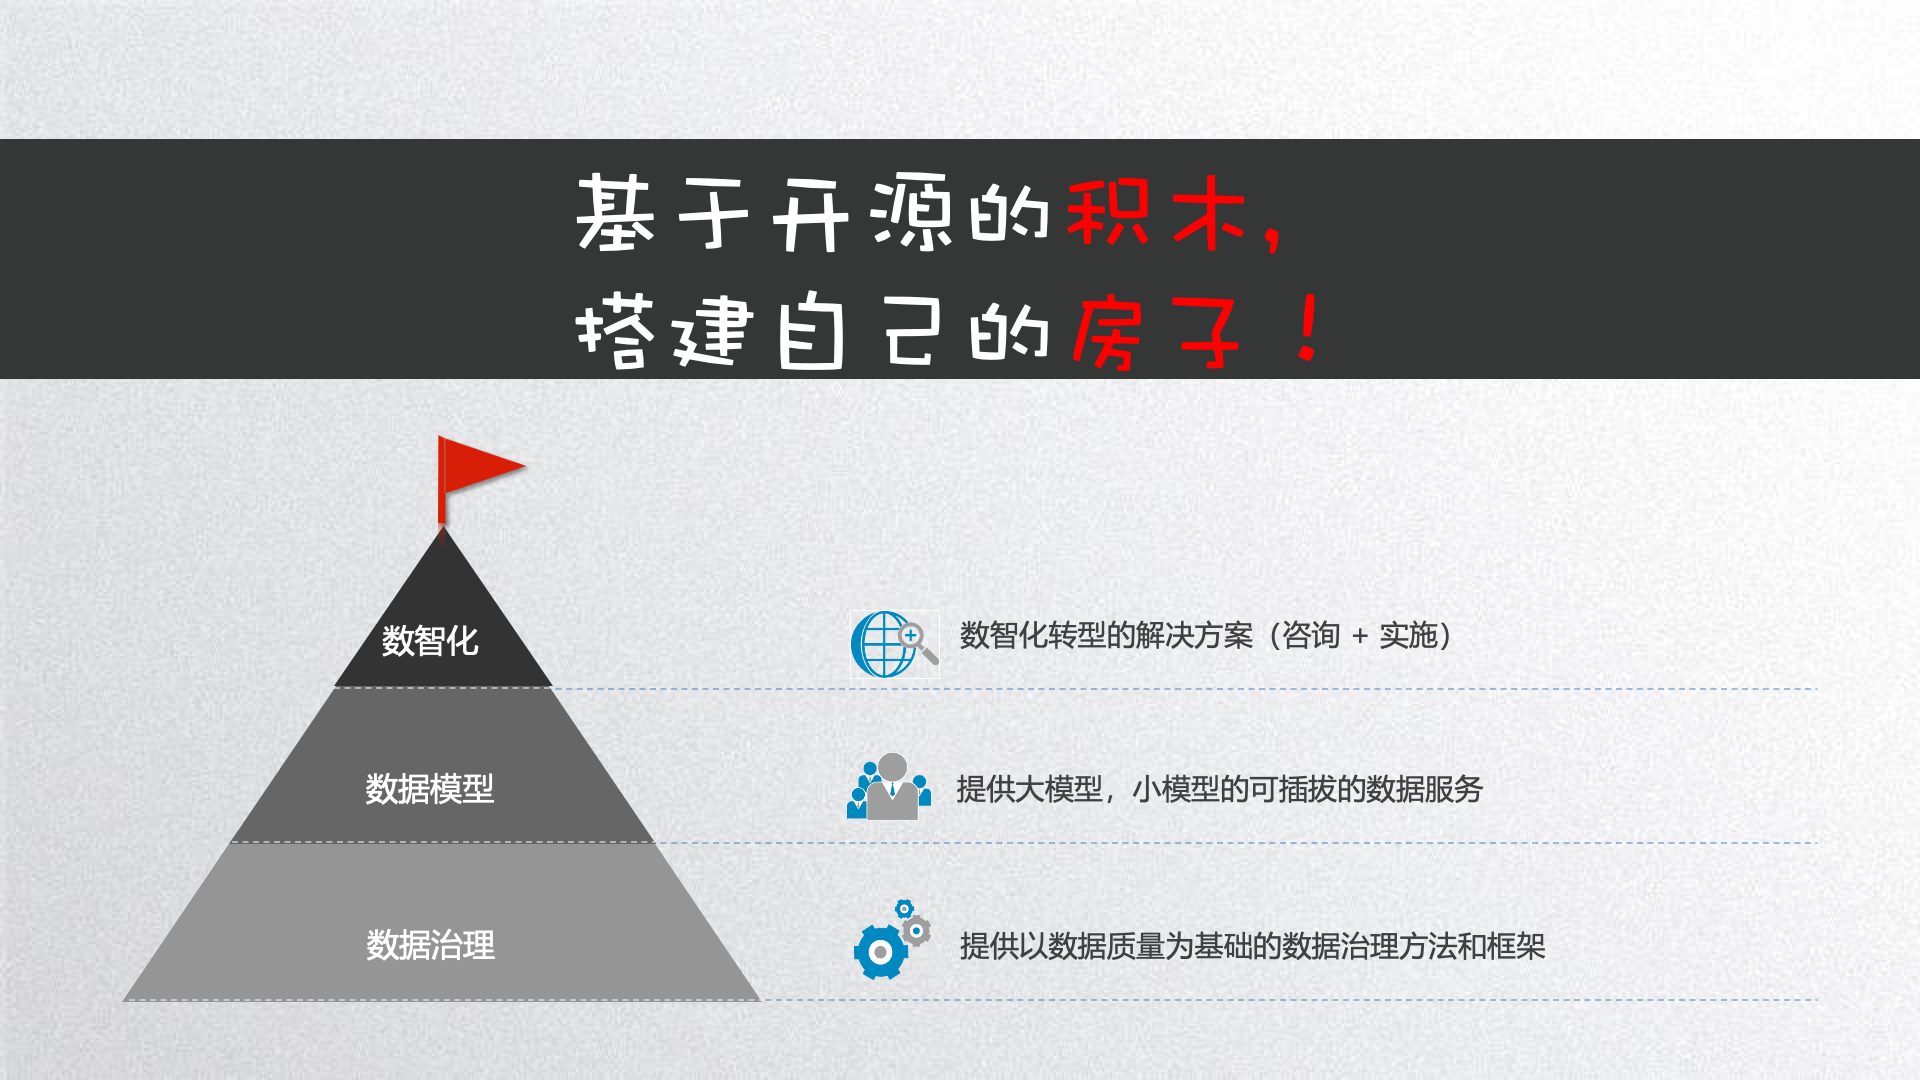 基于开源的积木，
搭建自己的房子！
数智化
数智化转型的解决方案（咨询 + 实施）
数据模型
提供大模型，小模型的可插拔的数据服务
数据治理
提供以数据质量为基础的数据治理方法和框架